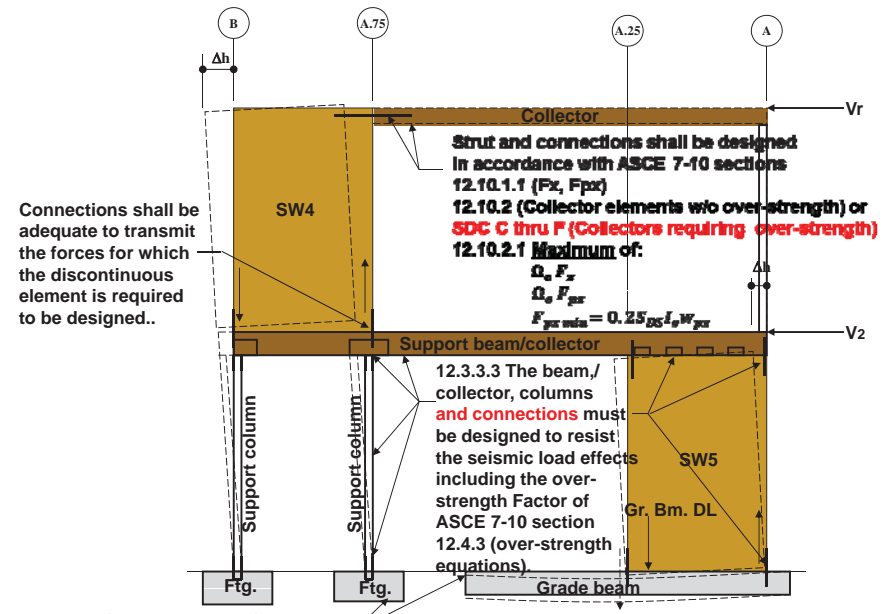 B
A.75
A.25
A
Δh
Vr
Collector
Strut and connections shall be designed
in accordance with ASCE 7-10 sections
12.10.1.1 (Fx, Fpx)
12.10.2 (Collector elements w/o over-strength) or
SDC C thru F (Collectors requiring over-strength)
12.10.2.1 Maximum of:
Ωo Fx
Ωo Fpx
Fpx min = 0.2SDS Ie wpx
SW4
Connections shall be
adequate to transmit
the forces for which
the discontinuous
element is required
to be designed..
Δh
V2
Support beam/collector
12.3.3.3 The beam,/
collector, columns
and connections must
be designed to resist
the seismic load effects
including the over-
strength Factor of
ASCE 7-10 section
12.4.3 (over-strength
equations).
Support column
Support column
SW5
Gr. Bm. DL
Ftg.
Ftg.
Grade beam